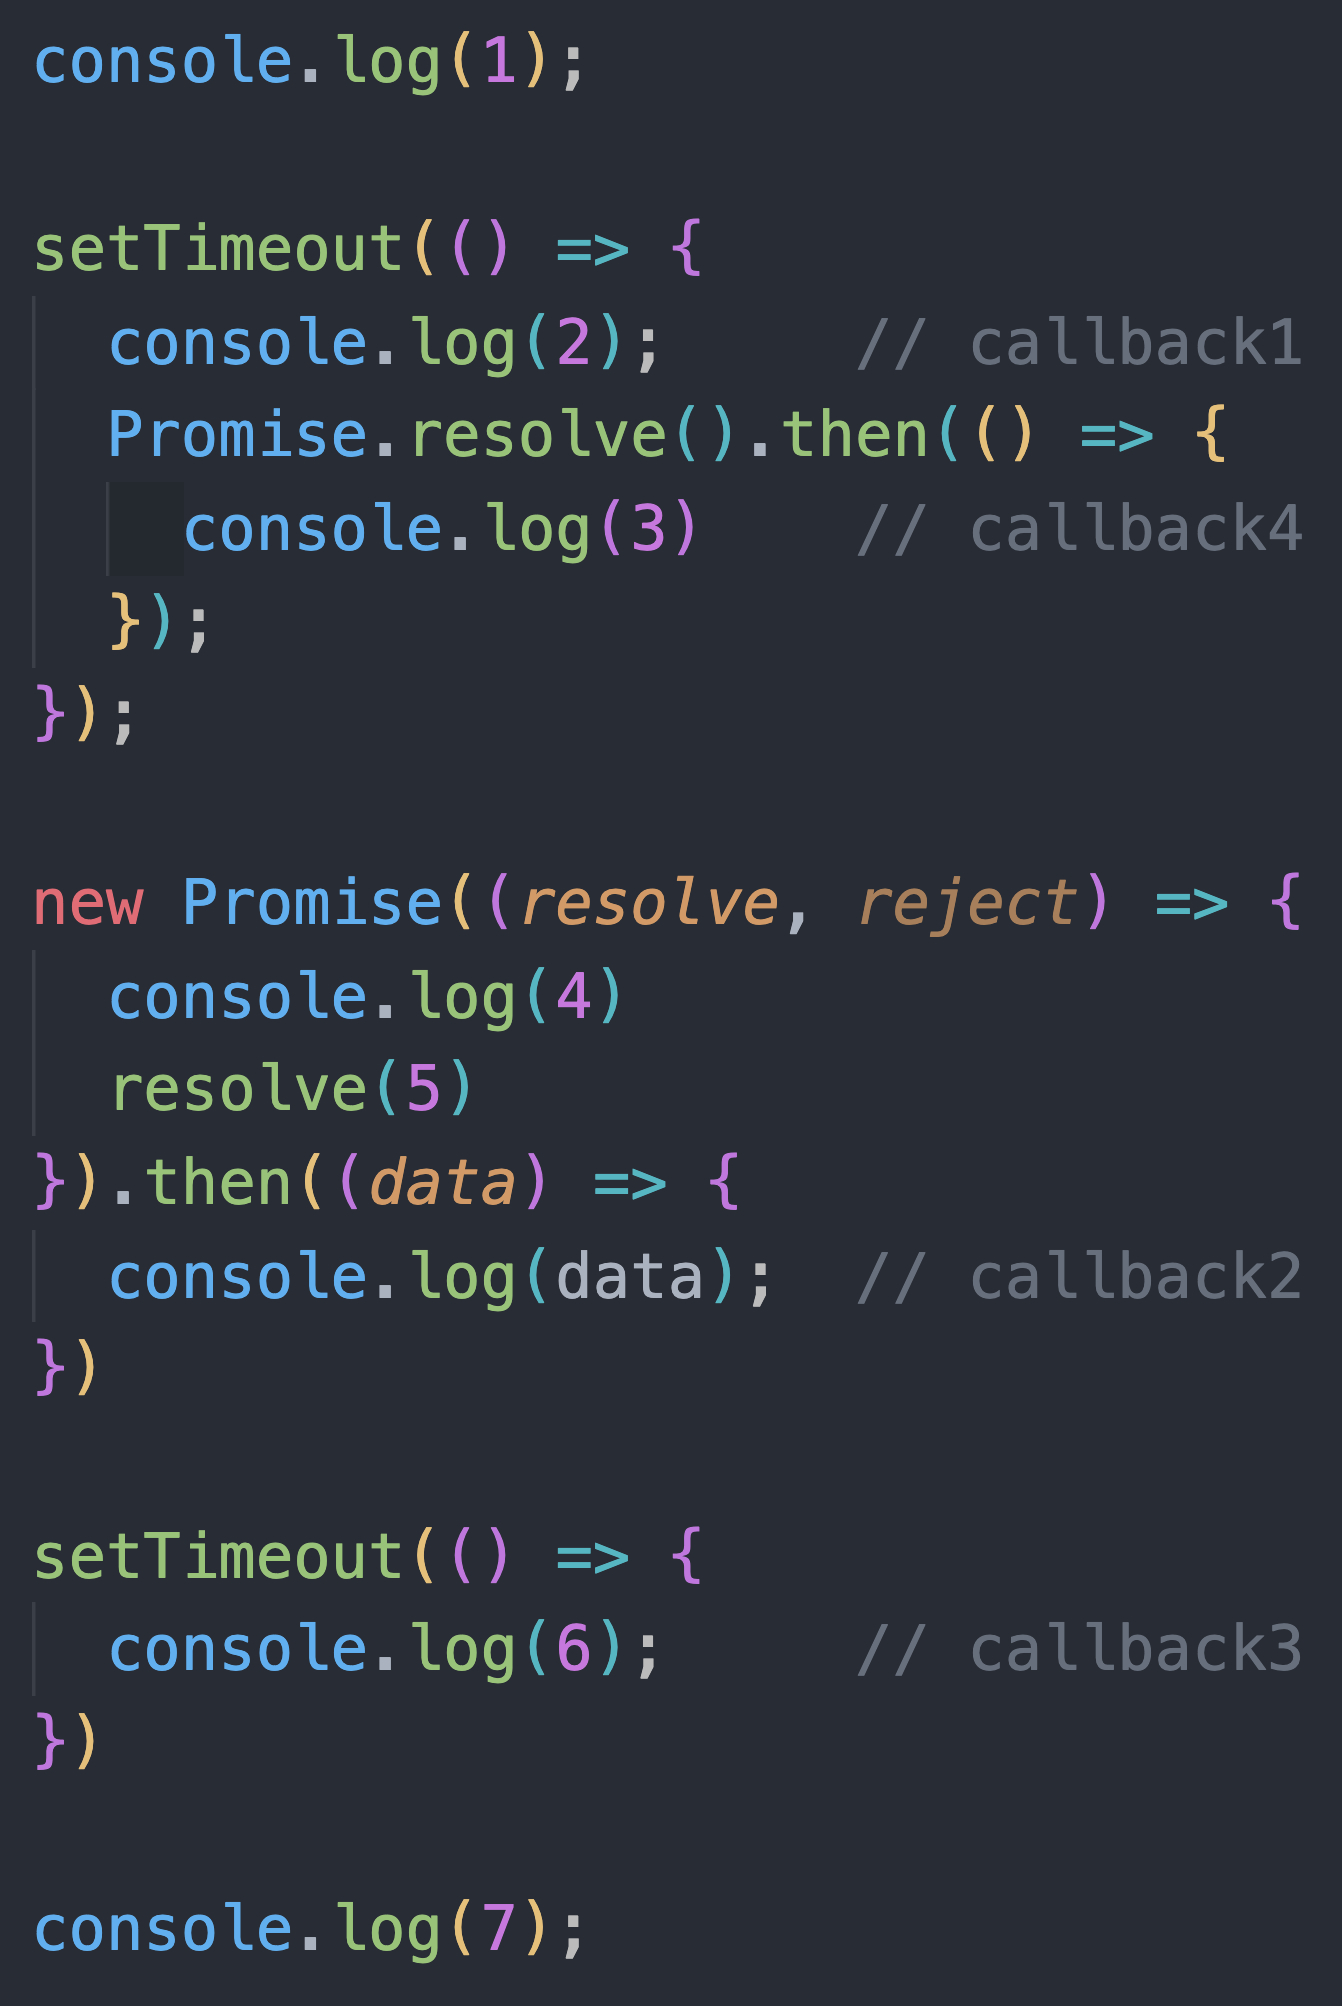 console.log(1);

setTimeout(() => {
  console.log(2);     // callback1
  Promise.resolve().then(() => {
    console.log(3)    // callback4
  });
});

new Promise((resolve, reject) => {
  console.log(4)
  resolve(5)
}).then((data) => {
  console.log(data);  // callback2
})

setTimeout(() => {
  console.log(6);     // callback3
})

console.log(7);